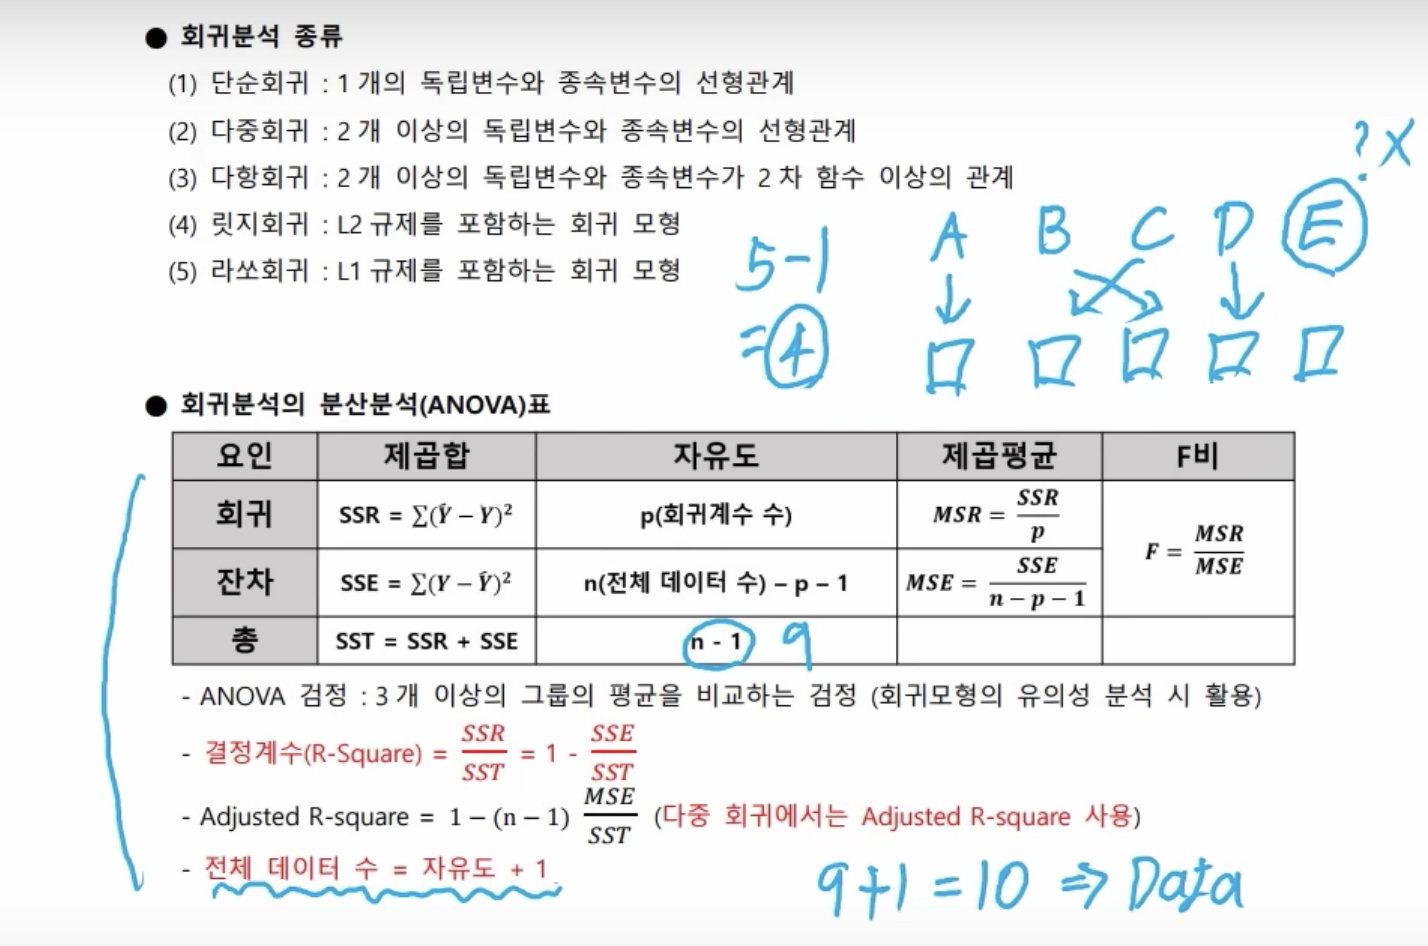 ● 회귀분석 종류
(1) 단순회귀 : 1 개의 독립변수와 종속변수의 선형관계
(2) 다중회귀 : 2 개 이상의 독립변수와 종속변수의 선형관계
? X
(3) 다항회귀 : 2 개 이상의 독립변수와 종속변수가 2 차 함수 이상의 관계
(4) 릿지회귀 : L2 규제를 포함하는 회귀 모형
A B C D E
(5) 라쏘회귀 : L1 규제를 포함하는 회귀 모형
5-1
=4
● 회귀분석의 분산분석(ANOVA)표
요인 제곱합 자유도 제곱평균 F비
회귀 SSR = ∑(Ŷ − Y)² p(회귀계수 수) MSR = SSR/p F = MSR/MSE
잔차 SSE = ∑(Y − Ŷ)² n(전체 데이터 수) − p − 1 MSE = SSE/n − p − 1
총 SST = SSR + SSE n - 1 9
- ANOVA 검정 : 3 개 이상의 그룹의 평균을 비교하는 검정 (회귀모형의 유의성 분석 시 활용)
- 결정계수(R-Square) = SSR/SST = 1 - SSE/SST
- Adjusted R-square = 1 − (n − 1) MSE/SST (다중 회귀에서는 Adjusted R-square 사용)
- 전체 데이터 수 = 자유도 + 1
9+1=10 ⇒ Data